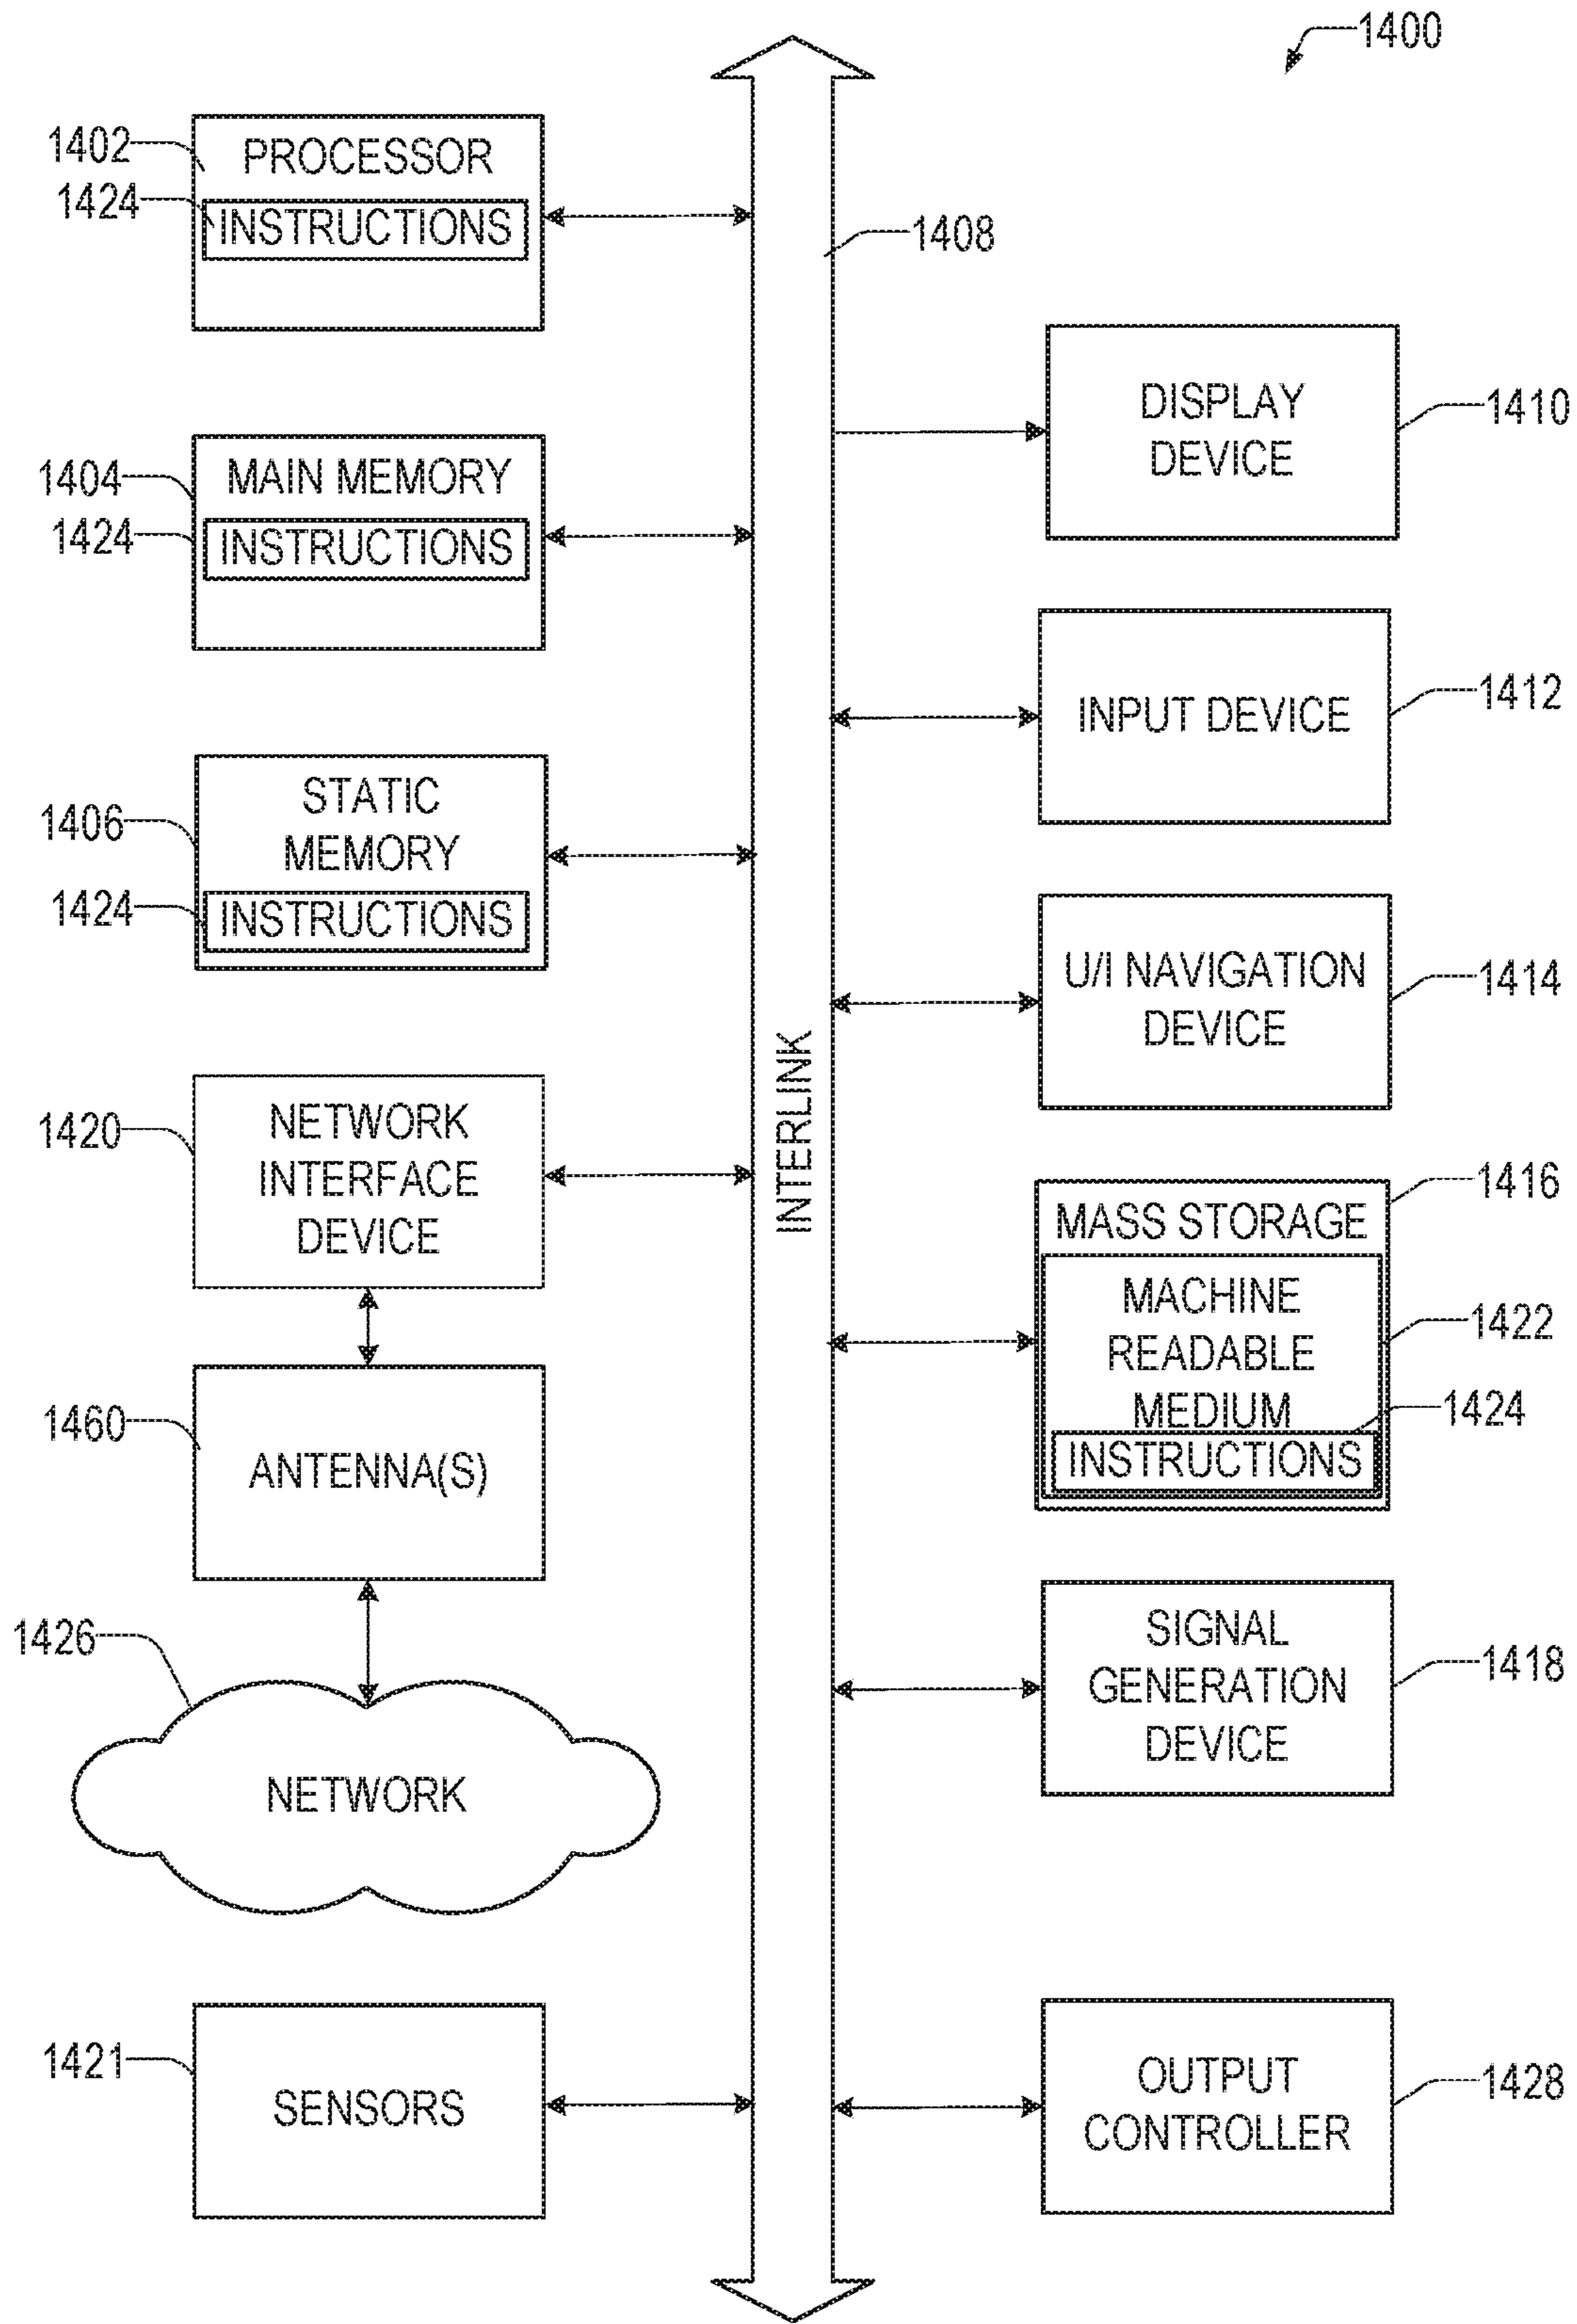 1400
1402
PROCESSOR
1424
INSTRUCTIONS
1404
MAIN MEMORY
1424
INSTRUCTIONS
1406
STATIC
MEMORY
1424
INSTRUCTIONS
1420
NETWORK
INTERFACE
DEVICE
1460
ANTENNA(S)
1426
NETWORK
1421
SENSORS
INTERLINK
1408
DISPLAY
DEVICE
1410
INPUT DEVICE
1412
U/I NAVIGATION
DEVICE
1414
1416
MASS STORAGE
MACHINE
READABLE
MEDIUM
1422
1424
INSTRUCTIONS
SIGNAL
GENERATION
DEVICE
1418
OUTPUT
CONTROLLER
1428